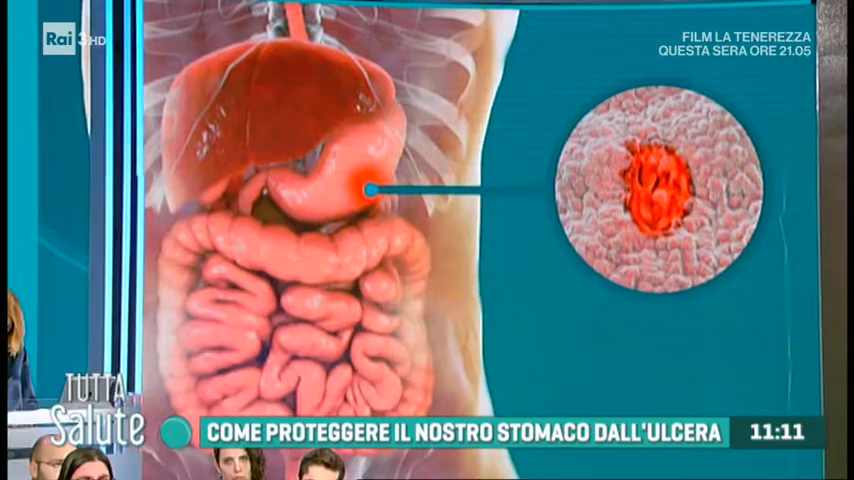 Rai 3 HD
FILM LA TENEREZZA
QUESTA SERA ORE 21.05
TUTTA
Salute
COME PROTEGGERE IL NOSTRO STOMACO DALL'ULCERA
11:11